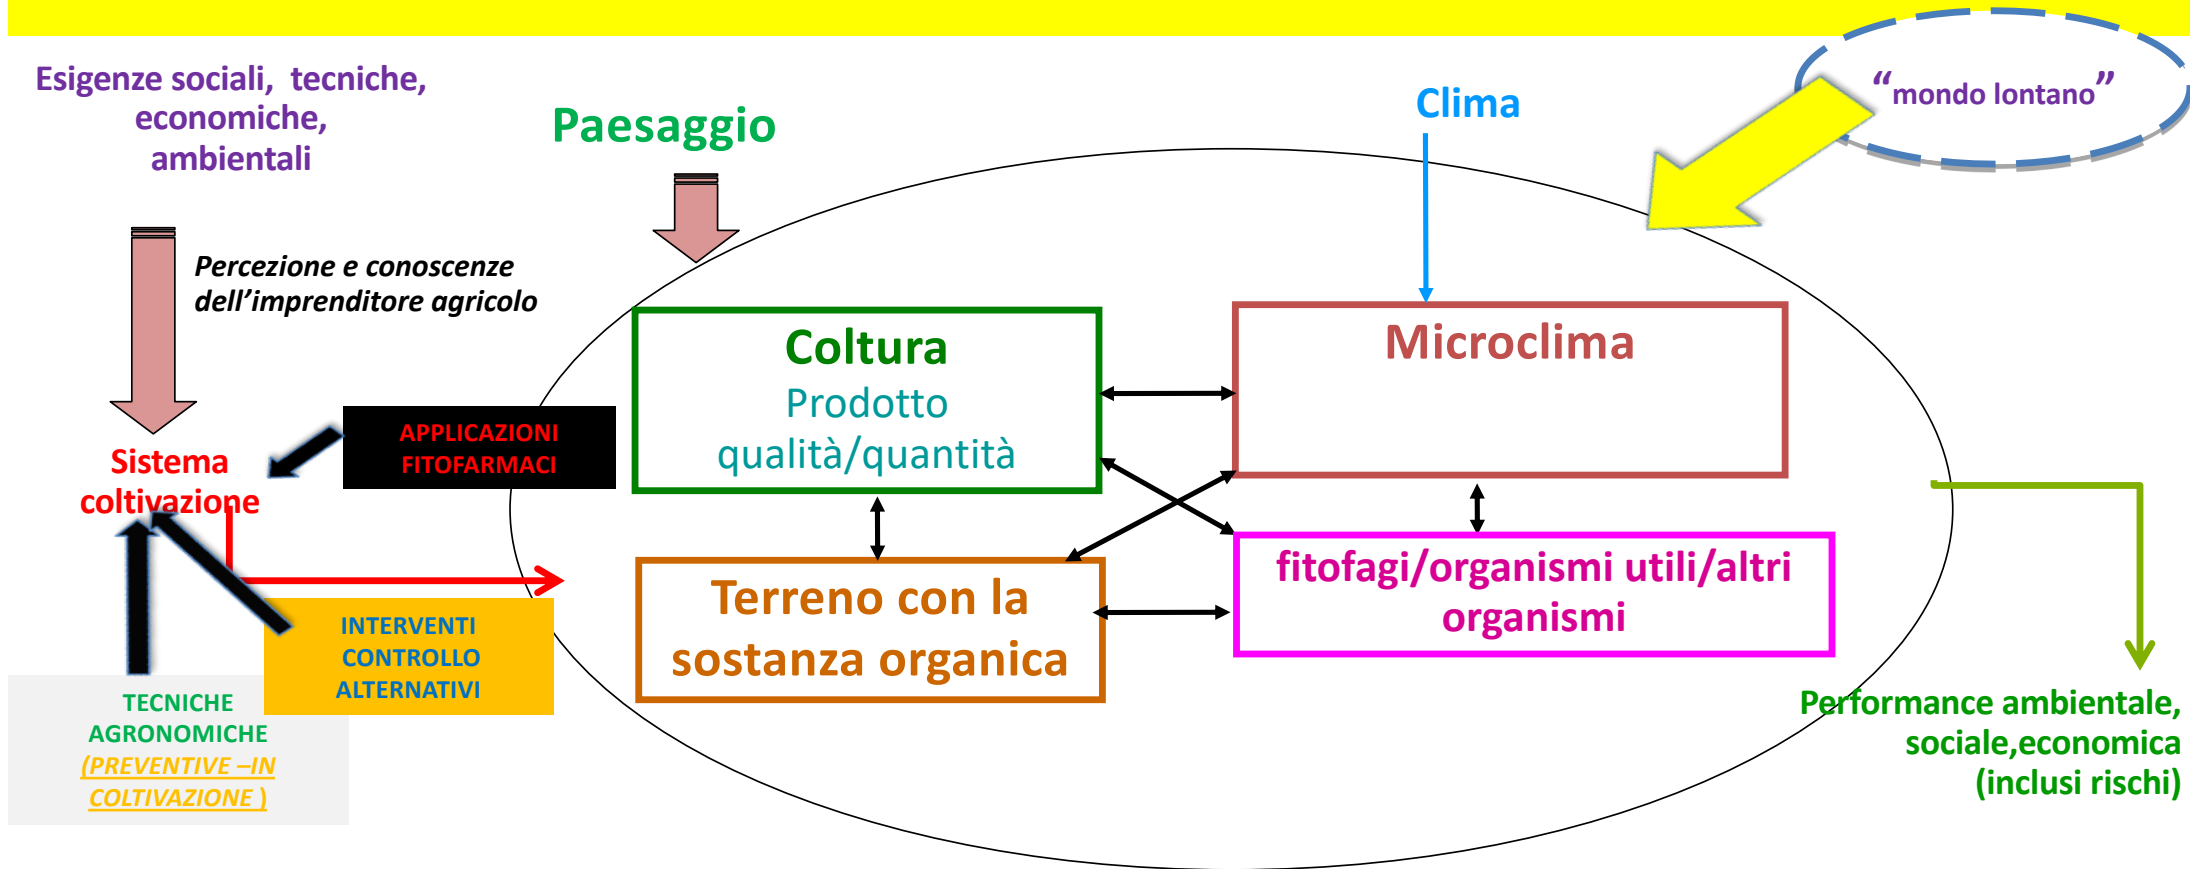 Esigenze sociali,  tecniche,
economiche,
ambientali
Paesaggio
Clima
“mondo lontano”
Percezione e conoscenze
dell’imprenditore agricolo
Coltura
Prodotto
qualità/quantità
Microclima
APPLICAZIONI
FITOFARMACI
Sistema
coltivazione
Terreno con la
sostanza organica
fitofagi/organismi utili/altri
organismi
INTERVENTI
CONTROLLO
ALTERNATIVI
TECNICHE
AGRONOMICHE
(PREVENTIVE –IN
COLTIVAZIONE )
Performance ambientale,
sociale,economica
(inclusi rischi)